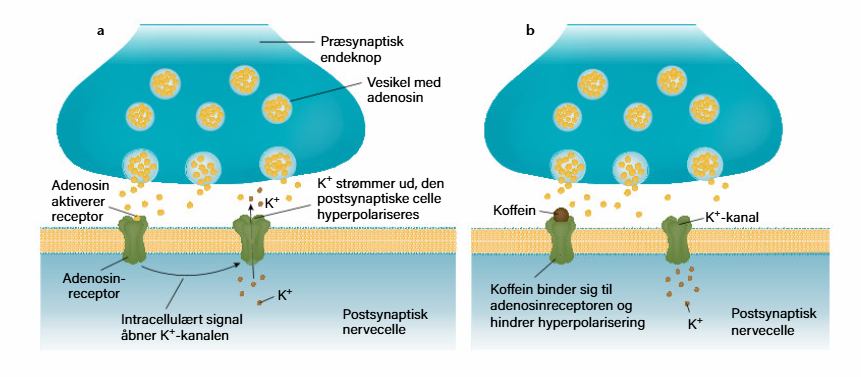 a
Præsynaptisk
endeknop
Vesikel med
adenosin
Adenosin
aktiverer
receptor
K+
K+ strømmer ud, den
postsynaptiske celle
hyperpolariseres
Adenosin-
receptor
K+
Intracellulært signal
åbner K+-kanalen
Postsynaptisk
nervecelle
b
Koffein
K+-kanal
Koffein binder sig til
adenosinreceptoren og
hindrer hyperpolarisering
K+
Postsynaptisk
nervecelle